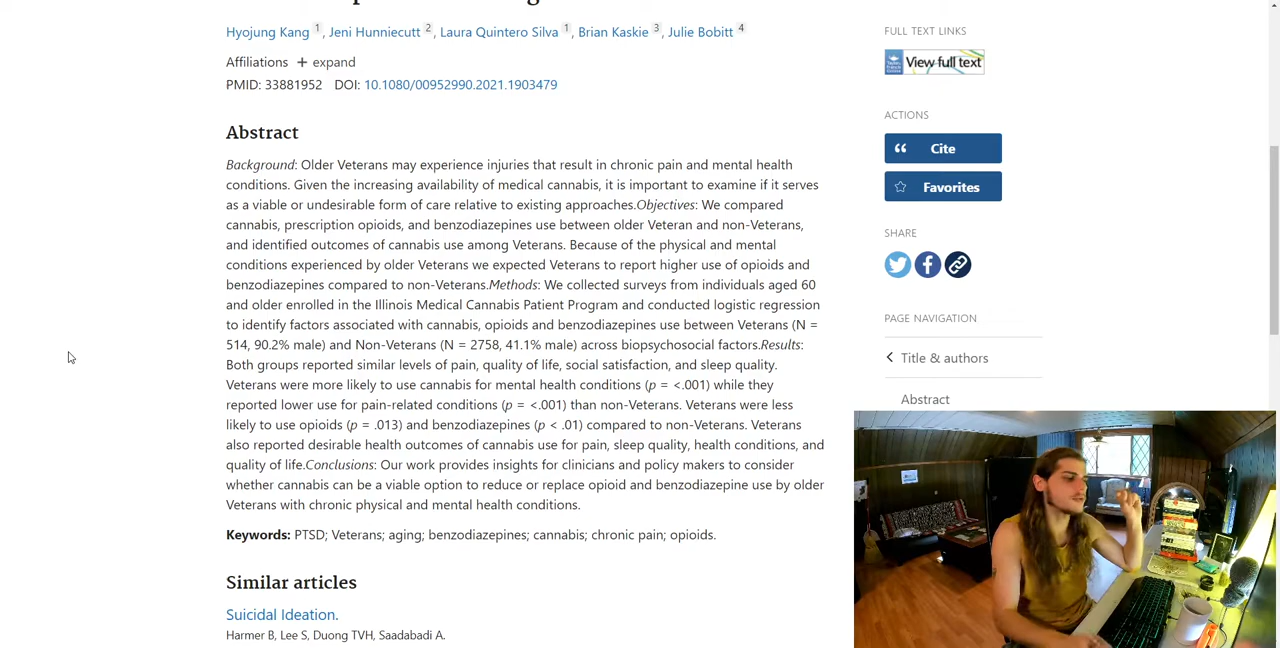 Hyojung Kang 1, Jeni Hunniecutt 2, Laura Quintero Silva 1, Brian Kaskie 3, Julie Bobitt 4
Affiliations + expand
PMID: 33881952 DOI: 10.1080/00952990.2021.1903479
Abstract
Background: Older Veterans may experience injuries that result in chronic pain and mental health
conditions. Given the increasing availability of medical cannabis, it is important to examine if it serves
as a viable or undesirable form of care relative to existing approaches.Objectives: We compared
cannabis, prescription opioids, and benzodiazepines use between older Veteran and non-Veterans,
and identified outcomes of cannabis use among Veterans. Because of the physical and mental
conditions experienced by older Veterans we expected Veterans to report higher use of opioids and
benzodiazepines compared to non-Veterans.Methods: We collected surveys from individuals aged 60
and older enrolled in the Illinois Medical Cannabis Patient Program and conducted logistic regression
to identify factors associated with cannabis, opioids and benzodiazepines use between Veterans (N =
514, 90.2% male) and Non-Veterans (N = 2758, 41.1% male) across biopsychosocial factors.Results:
Both groups reported similar levels of pain, quality of life, social satisfaction, and sleep quality.
Veterans were more likely to use cannabis for mental health conditions (p = <.001) while they
reported lower use for pain-related conditions (p = <.001) than non-Veterans. Veterans were less
likely to use opioids (p = .013) and benzodiazepines (p < .01) compared to non-Veterans. Veterans
also reported desirable health outcomes of cannabis use for pain, sleep quality, health conditions, and
quality of life.Conclusions: Our work provides insights for clinicians and policy makers to consider
whether cannabis can be a viable option to reduce or replace opioid and benzodiazepine use by older
Veterans with chronic physical and mental health conditions.
Keywords: PTSD; Veterans; aging; benzodiazepines; cannabis; chronic pain; opioids.
Similar articles
Suicidal Ideation.
Harmer B, Lee S, Duong TVH, Saadabadi A.
FULL TEXT LINKS
View full text
ACTIONS
Cite
Favorites
SHARE
PAGE NAVIGATION
Title & authors
Abstract